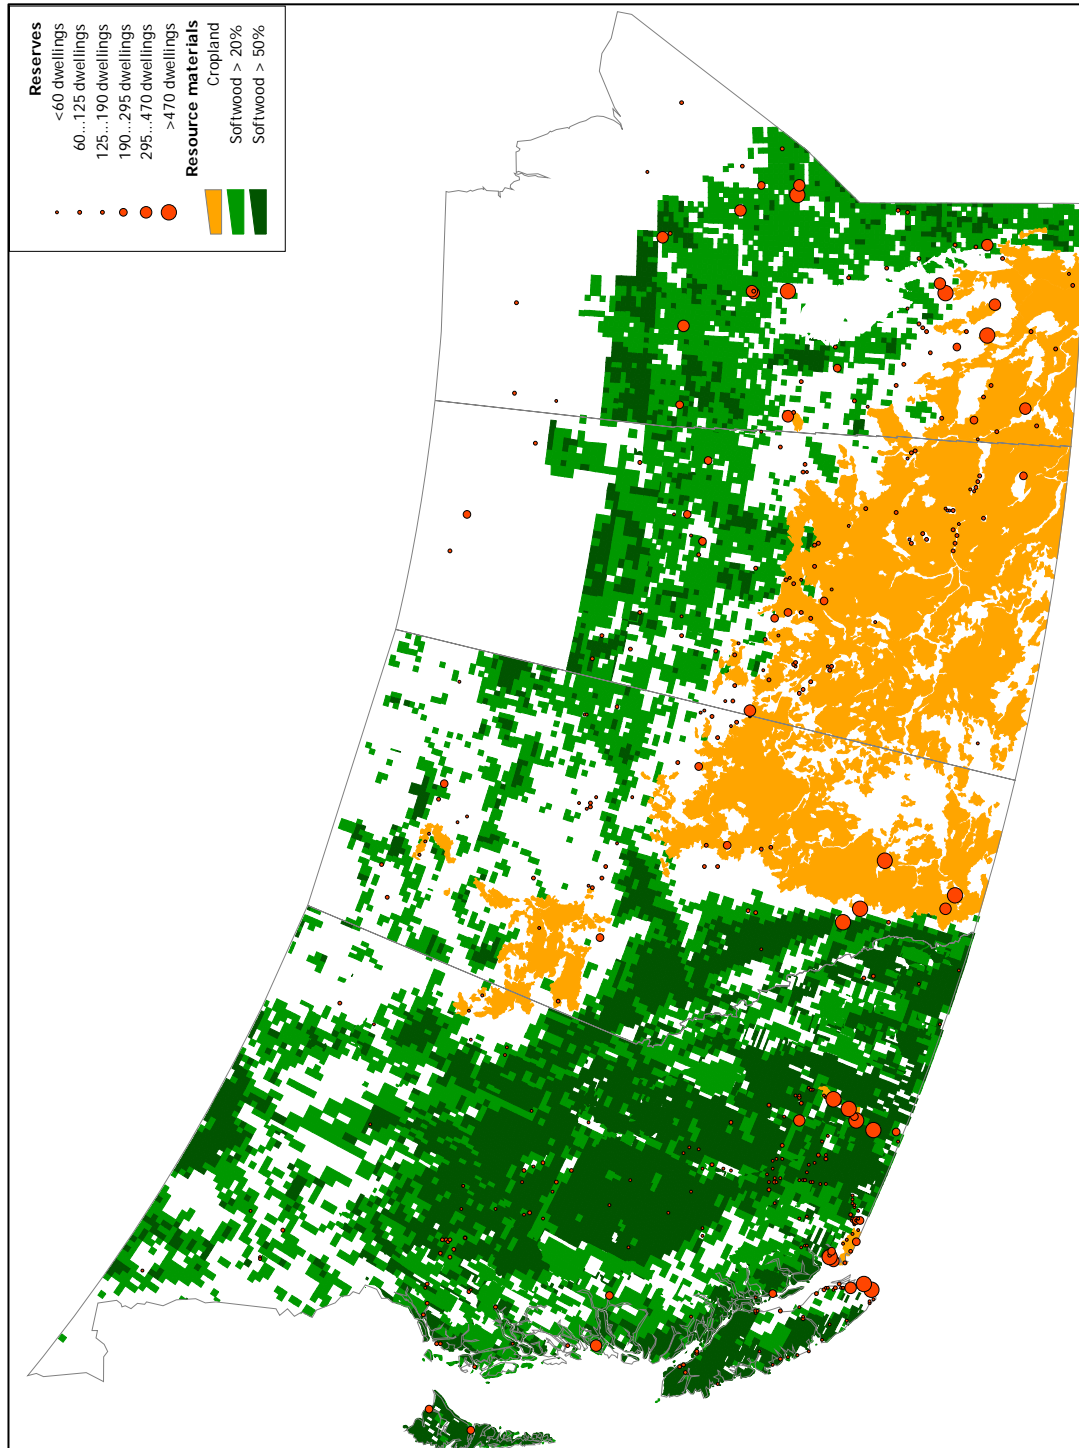 Reserves
<60 dwellings
60...125 dwellings
125...190 dwellings
190...295 dwellings
295...470 dwellings
>470 dwellings
Resource materials
Cropland
Softwood > 20%
Softwood > 50%